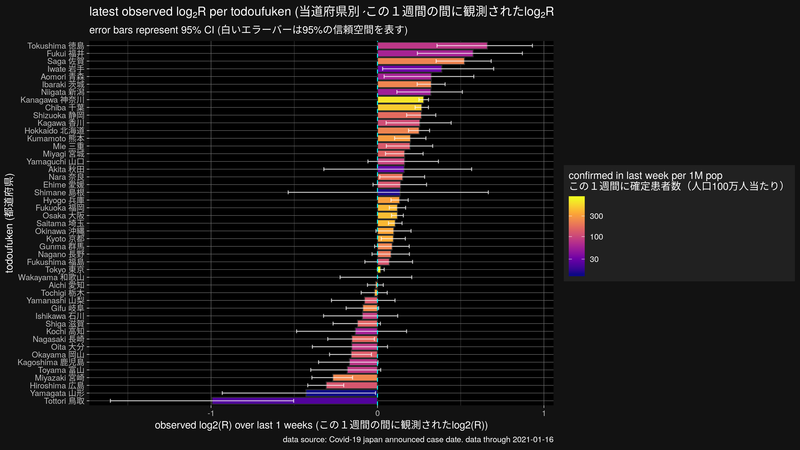 latest observed log₂R per todoufuken (当道府県別 この１週間の間に観測されたlog₂R
error bars represent 95% CI (白いエラーバーは95%の信頼空間を表す)
Tokushima 徳島
Fukui 福井
Saga 佐賀
Iwate 岩手
Aomori 青森
Ibaraki 茨城
Niigata 新潟
Kanagawa 神奈川
Chiba 千葉
Shizuoka 静岡
Kagawa 香川
Hokkaido 北海道
Kumamoto 熊本
Mie 三重
Miyagi 宮城
Yamaguchi 山口
Akita 秋田
Nara 奈良
Ehime 愛媛
Shimane 島根
Hyogo 兵庫
Fukuoka 福岡
Osaka 大阪
Saitama 埼玉
Okinawa 沖縄
Kyoto 京都
Gunma 群馬
Nagano 長野
Fukushima 福島
Tokyo 東京
Wakayama 和歌山
Aichi 愛知
Tochigi 栃木
Yamanashi 山梨
Gifu 岐阜
Ishikawa 石川
Shiga 滋賀
Kochi 高知
Nagasaki 長崎
Oita 大分
Okayama 岡山
Kagoshima 鹿児島
Toyama 富山
Miyazaki 宮崎
Hiroshima 広島
Yamagata 山形
Tottori 鳥取
todoufuken (都道府県)
-1 0 1
observed log2(R) over last 1 weeks (この１週間の間に観測されたlog2(R))
data source: Covid-19 japan announced case date. data through 2021-01-16
confirmed in last week per 1M pop
この１週間に確定患者数（人口100万人当たり）
300
100
30